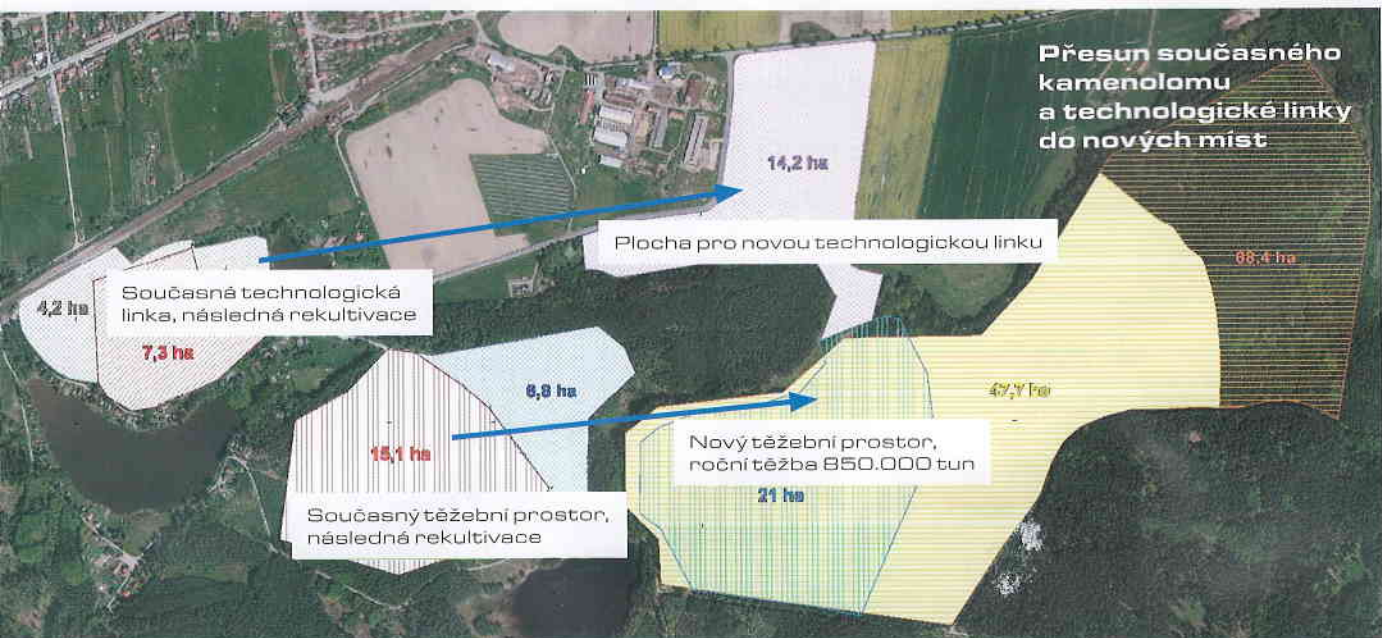 Přesun současného
kamenolomu
a technologické linky
do nových míst
14,2 ha
Plocha pro novou technologickou linku
68,4 ha
Současná technologická
linka, následná rekultivace
4,2 ha
7,3 ha
6,8 ha
47,7 ha
15,1 ha
Nový těžební prostor,
roční těžba 850.000 tun
21 ha
Současný těžební prostor,
následná rekultivace